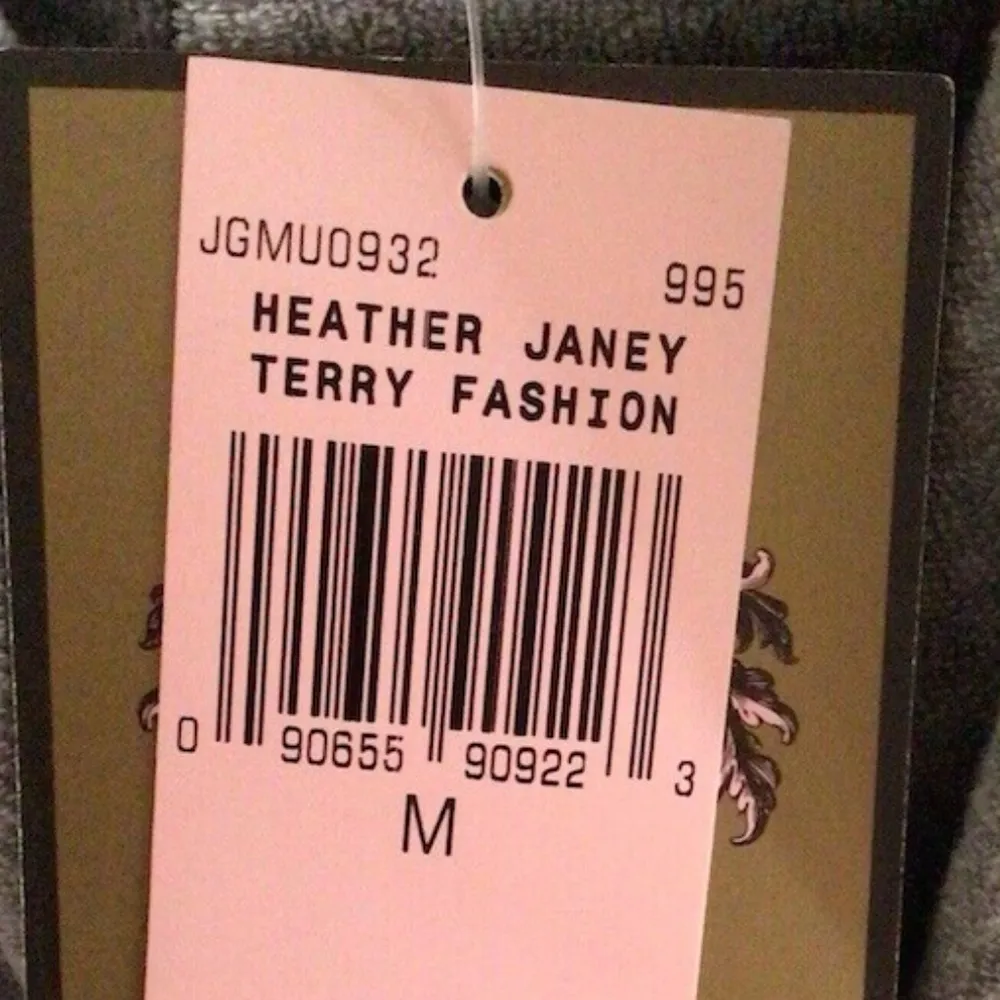 JGMU0932 995
HEATHER JANEY
TERRY FASHION
0 90655 90922 3
M